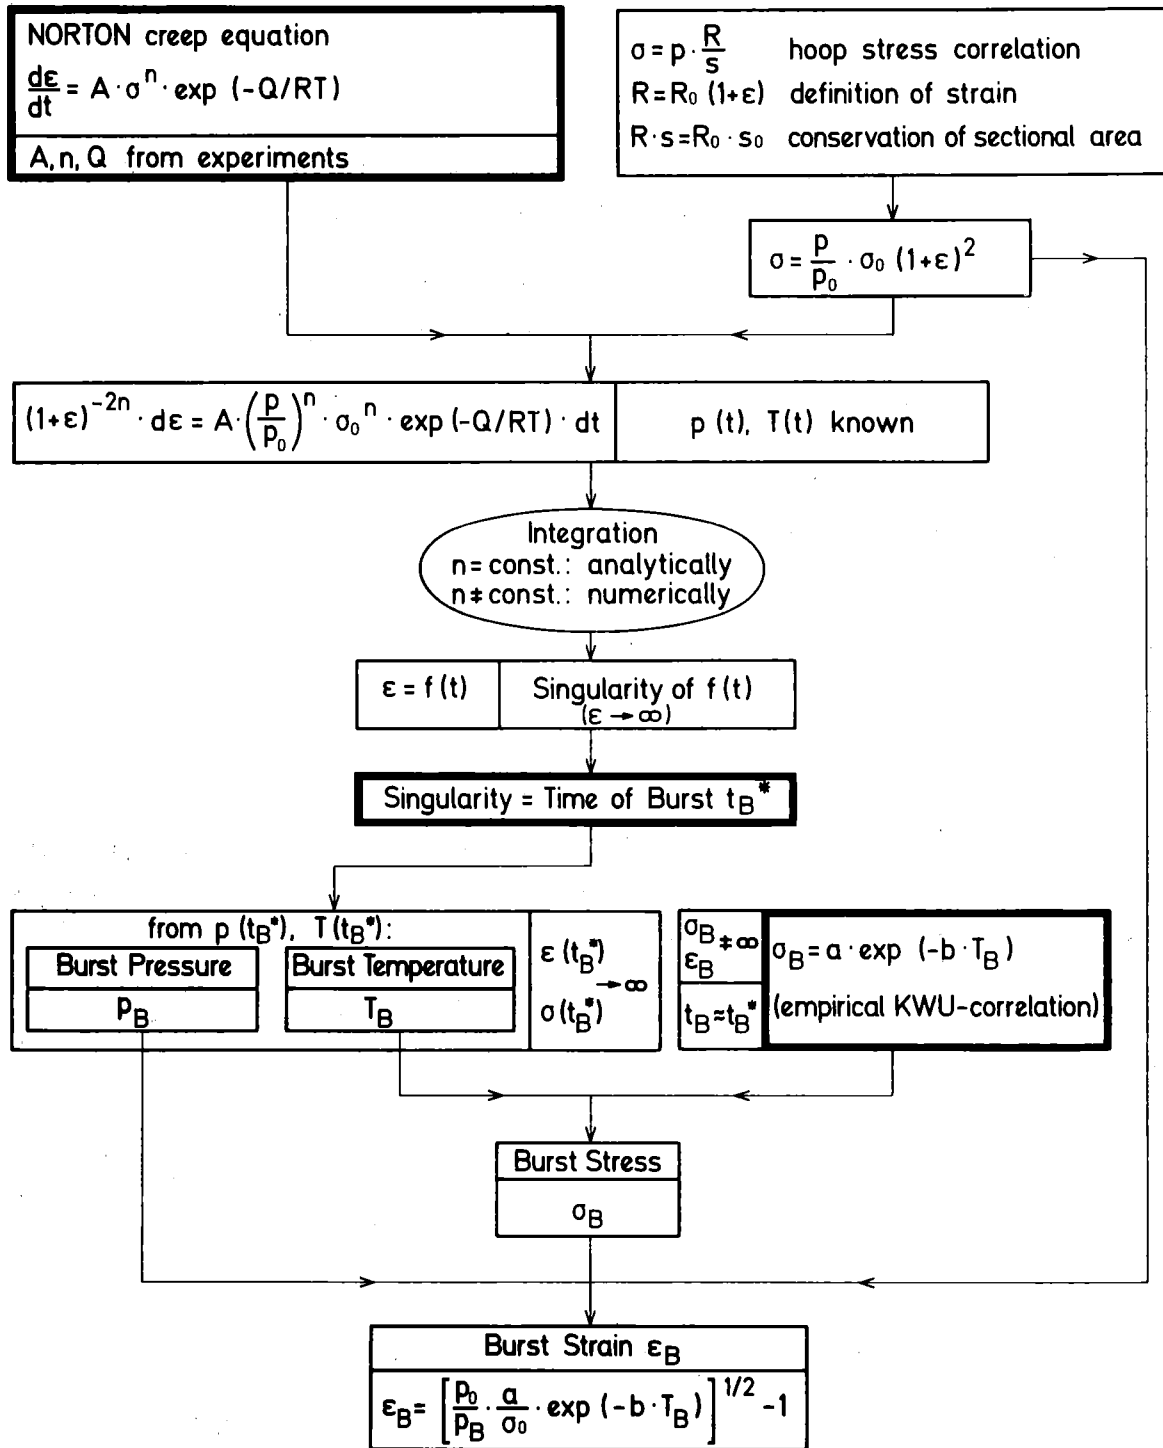 NORTON creep equation
dε/dt = A · σ^n · exp (-Q/RT)
A, n, Q from experiments
σ = p · R/s hoop stress correlation
R = R₀ (1+ε) definition of strain
R · s = R₀ · s₀ conservation of sectional area
σ = p/p₀ · σ₀ (1+ε)²
(1+ε)^-2n · dε = A · (p/p₀)^n · σ₀^n · exp (-Q/RT) · dt
p (t), T(t) known
Integration
n = const.: analytically
n ≠ const.: numerically
ε = f (t)
Singularity of f (t)
(ε → ∞)
Singularity = Time of Burst t_B*
from p (t_B*), T (t_B*):
Burst Pressure
p_B
Burst Temperature
T_B
ε (t_B*)
→ ∞
σ (t_B*)
σ_B
≠ ∞
ε_B
t_B ≈ t_B*
σ_B = a · exp (-b · T_B)
(empirical KWU-correlation)
Burst Stress
σ_B
Burst Strain ε_B
ε_B = [p₀/p_B · a/σ₀ · exp (-b · T_B)]^1/2 - 1